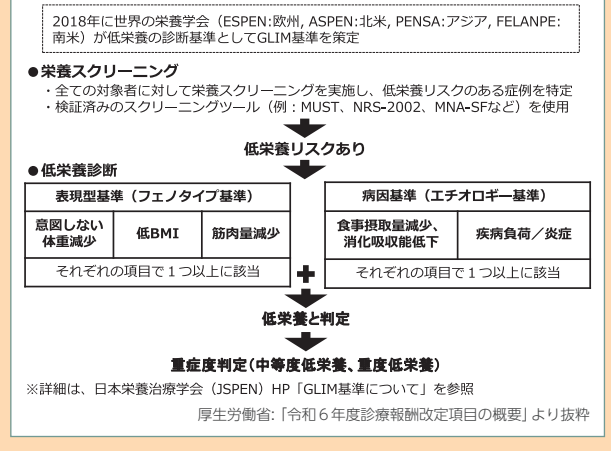 2018年に世界の栄養学会（ESPEN:欧州, ASPEN:北米, PENSA:アジア, FELANPE:
南米）が低栄養の診断基準としてGLIM基準を策定
●栄養スクリーニング
・全ての対象者に対して栄養スクリーニングを実施し、低栄養リスクのある症例を特定
・検証済みのスクリーニングツール（例：MUST、NRS-2002、MNA-SFなど）を使用
低栄養リスクあり
●低栄養診断
表現型基準（フェノタイプ基準）
意図しない
体重減少
低BMI
筋肉量減少
それぞれの項目で１つ以上に該当
+
病因基準（エチオロギー基準）
食事摂取量減少、
消化吸収能低下
疾病負荷／炎症
それぞれの項目で１つ以上に該当
低栄養と判定
重症度判定（中等度低栄養、重度低栄養）
※詳細は、日本栄養治療学会（JSPEN）HP「GLIM基準について」を参照
厚生労働省:「令和６年度診療報酬改定項目の概要」より抜粋